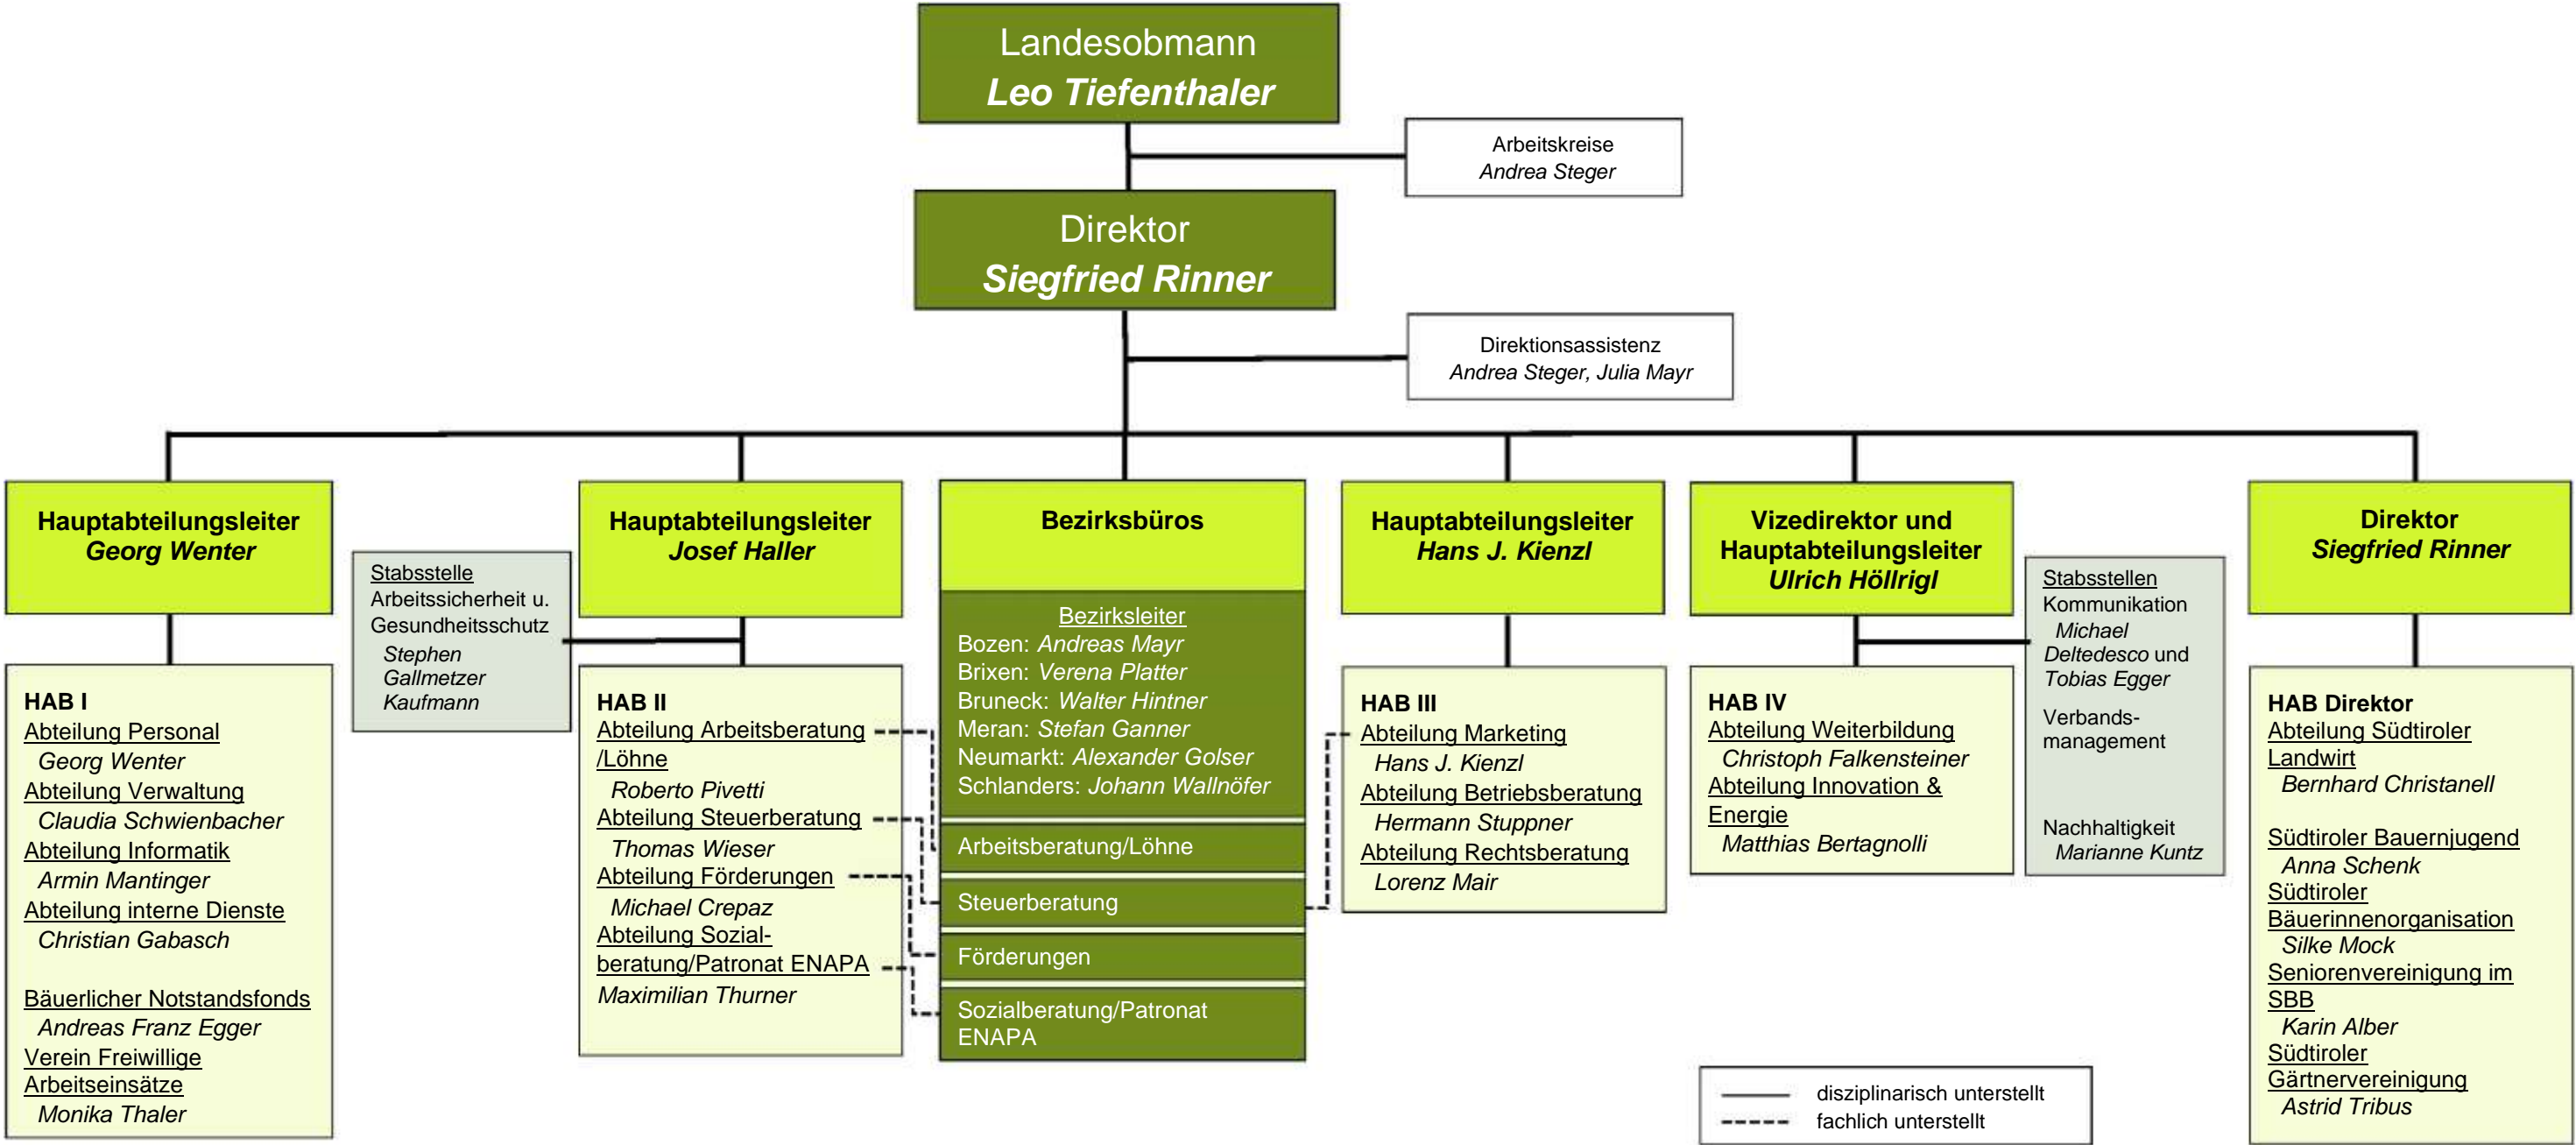 Landesobmann
Leo Tiefenthaler
Arbeitskreise
Andrea Steger
Direktor
Siegfried Rinner
Direktionsassistenz
Andrea Steger, Julia Mayr
Hauptabteilungsleiter
Georg Wenter
HAB I
Abteilung Personal
Georg Wenter
Abteilung Verwaltung
Claudia Schwienbacher
Abteilung Informatik
Armin Mantinger
Abteilung interne Dienste
Christian Gabasch
Bäuerlicher Notstandsfonds
Andreas Franz Egger
Verein Freiwillige
Arbeitseinsätze
Monika Thaler
Stabsstelle
Arbeitssicherheit u.
Gesundheitsschutz
Stephen
Gallmetzer
Kaufmann
Hauptabteilungsleiter
Josef Haller
HAB II
Abteilung Arbeitsberatung
/Löhne
Roberto Pivetti
Abteilung Steuerberatung
Thomas Wieser
Abteilung Förderungen
Michael Crepaz
Abteilung Sozial-
beratung/Patronat ENAPA
Maximilian Thurner
Bezirksbüros
Bezirksleiter
Bozen: Andreas Mayr
Brixen: Verena Platter
Bruneck: Walter Hintner
Meran: Stefan Ganner
Neumarkt: Alexander Golser
Schlanders: Johann Wallnöfer
Arbeitsberatung/Löhne
Steuerberatung
Förderungen
Sozialberatung/Patronat
ENAPA
Hauptabteilungsleiter
Hans J. Kienzl
HAB III
Abteilung Marketing
Hans J. Kienzl
Abteilung Betriebsberatung
Hermann Stuppner
Abteilung Rechtsberatung
Lorenz Mair
Vizedirektor und
Hauptabteilungsleiter
Ulrich Höllrigl
HAB IV
Abteilung Weiterbildung
Christoph Falkensteiner
Abteilung Innovation &
Energie
Matthias Bertagnolli
Stabsstellen
Kommunikation
Michael
Deltedesco und
Tobias Egger
Verbands-
management
Nachhaltigkeit
Marianne Kuntz
Direktor
Siegfried Rinner
HAB Direktor
Abteilung Südtiroler
Landwirt
Bernhard Christanell
Südtiroler Bauernjugend
Anna Schenk
Südtiroler
Bäuerinnenorganisation
Silke Mock
Seniorenvereinigung im
SBB
Karin Alber
Südtiroler
Gärtnervereinigung
Astrid Tribus
disziplinarisch unterstellt
fachlich unterstellt